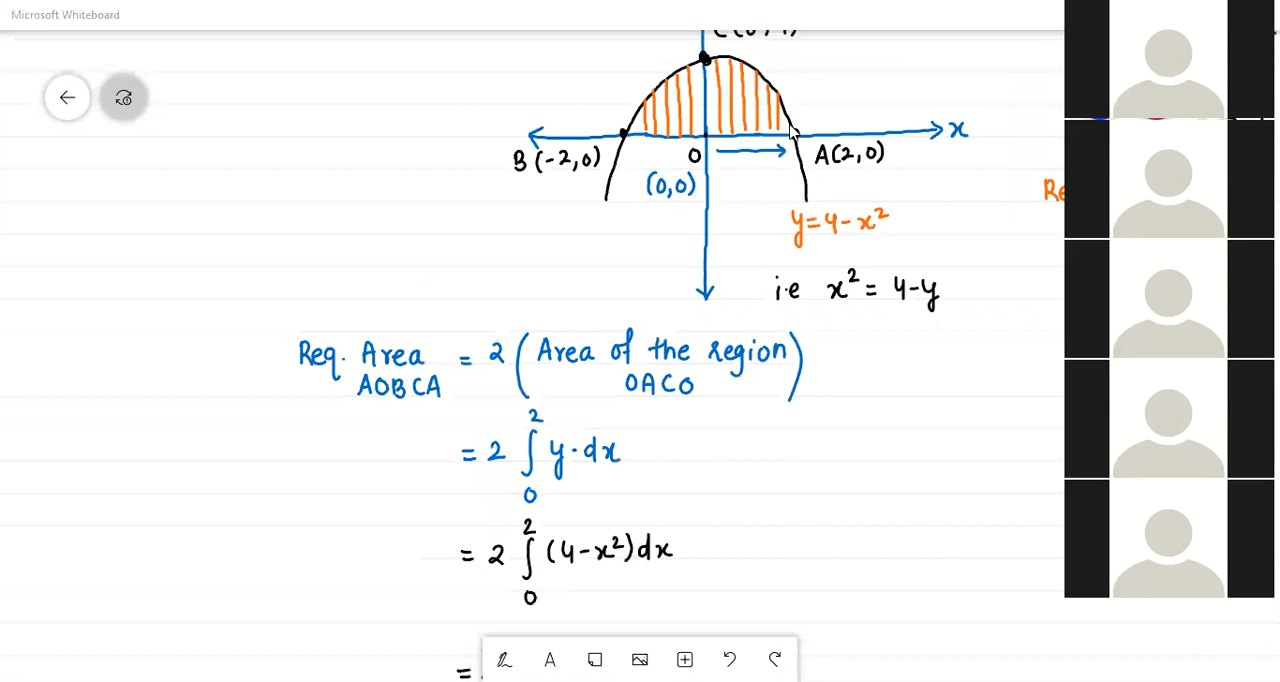 Microsoft Whiteboard
x
B (-2,0)
O
A(2,0)
(0,0)
Re
y=4-x²
i.e x² = 4-y
Req. Area = 2 (Area of the region)
AOBCA OACO
= 2 ∫₀² y·dx
= 2 ∫₀² (4-x²)dx
=